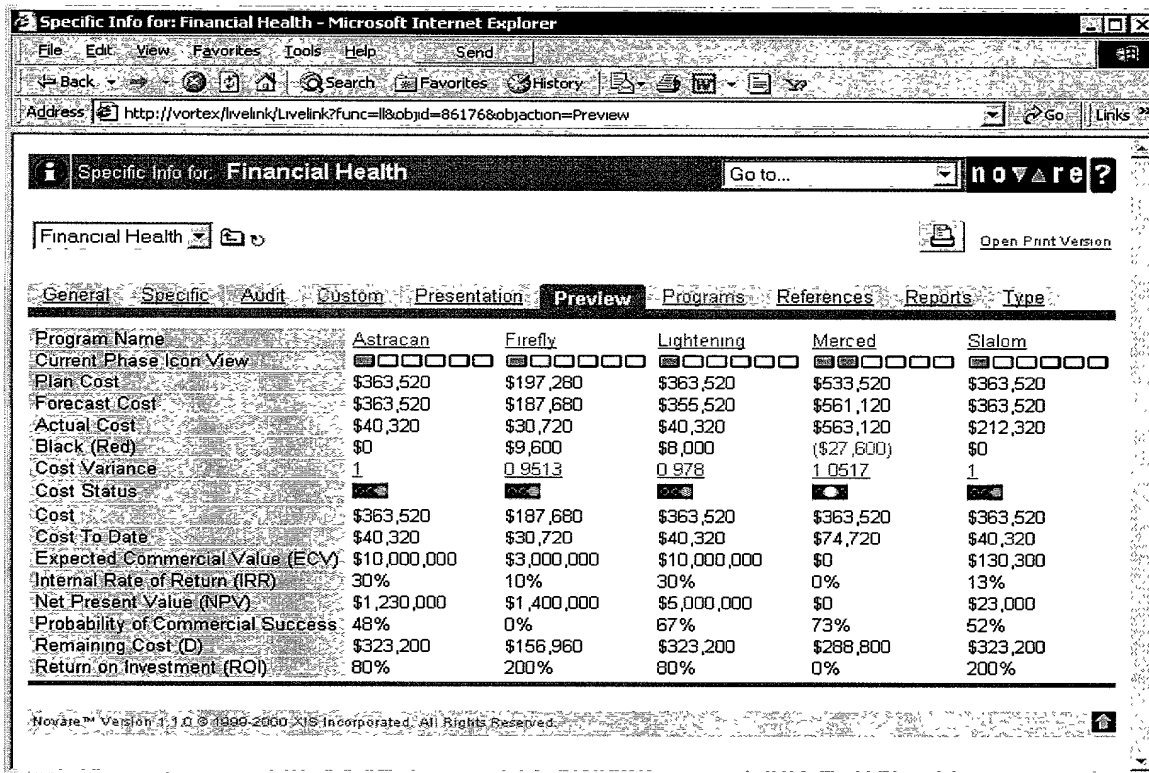 Specific Info for: Financial Health - Microsoft Internet Explorer
File Edit View Favorites Tools Help Send
Back Search Favorites History
Address http://vortex/livelink/Livelink?func=ll&objid=86176&objaction=Preview Go Links
Specific Info for: Financial Health Go to... novare ?
Financial Health Open Print Version
General Specific Audit Custom Presentation Preview Programs References Reports Type
Program Name Astracan Firefly Lightening Merced Slalom
Current Phase Icon View
Plan Cost $363,520 $197,280 $363,520 $533,520 $363,520
Forecast Cost $363,520 $187,680 $355,520 $561,120 $363,520
Actual Cost $40,320 $30,720 $40,320 $563,120 $212,320
Black (Red) $0 $9,600 $8,000 ($27,600) $0
Cost Variance 1 0.9513 0.978 1.0517 1
Cost Status
Cost $363,520 $187,680 $363,520 $363,520 $363,520
Cost To Date $40,320 $30,720 $40,320 $74,720 $40,320
Expected Commercial Value (ECV) $10,000,000 $3,000,000 $10,000,000 $0 $130,300
Internal Rate of Return (IRR) 30% 10% 30% 0% 13%
Net Present Value (NPV) $1,230,000 $1,400,000 $5,000,000 $0 $23,000
Probability of Commercial Success 48% 0% 67% 73% 52%
Remaining Cost (D) $323,200 $156,960 $323,200 $288,800 $323,200
Return on Investment (ROI) 80% 200% 80% 0% 200%
Novare™ Version 1.1.0 © 1999-2000 Incorporated. All Rights Reserved.